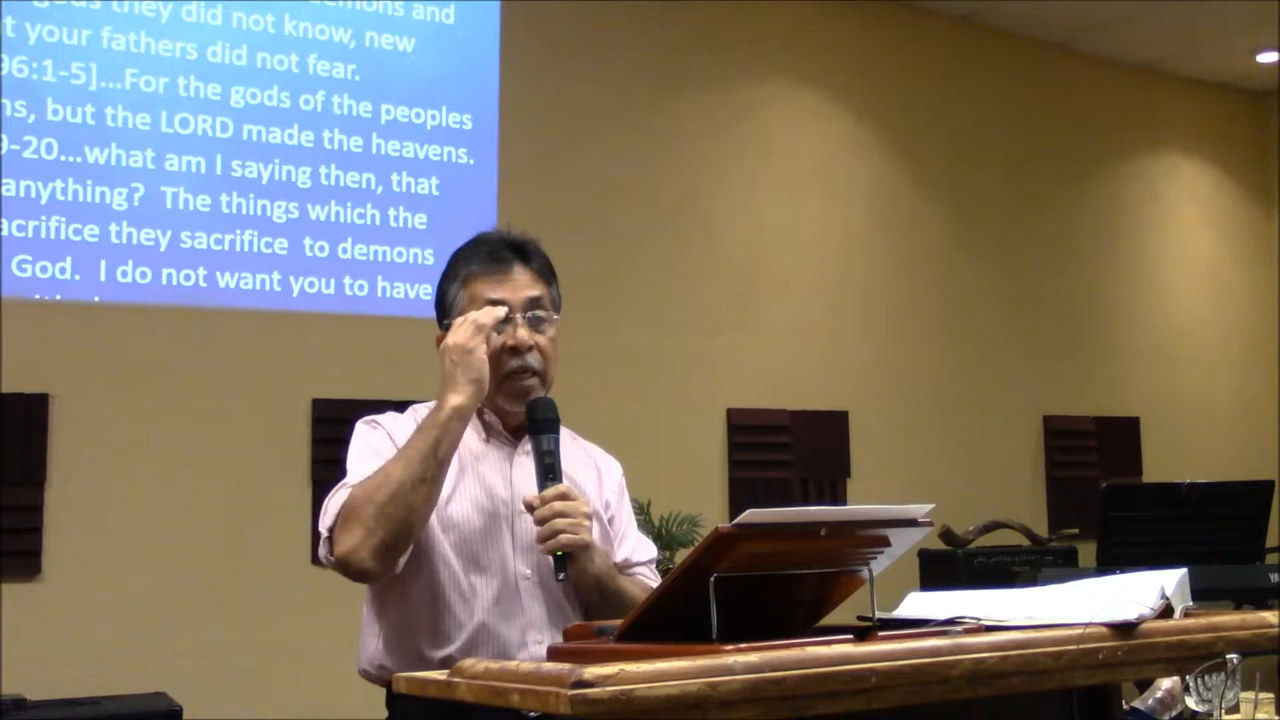 demons and
gods they did not know, new
t your fathers did not fear.
96:1-5]...For the gods of the peoples
ns, but the LORD made the heavens.
9-20...what am I saying then, that
anything? The things which the
acrifice they sacrifice to demons
God. I do not want you to have